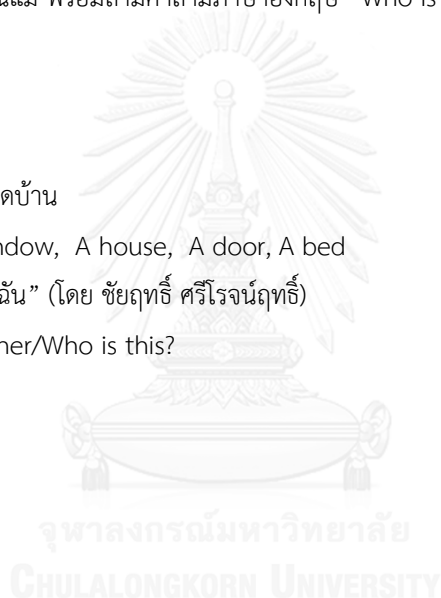 พร้อมถามคำถามภาษาอังกฤษ "Who is
ดบ้าน
ndow, A house, A door, A bed
ฉัน" (โดย ชัยฤทธิ์ ศรีโรจน์ฤทธิ์)
her/Who is this?
จุฬาลงกรณ์มหาวิทยาลัย
CHULALONGKORN UNIVERSITY